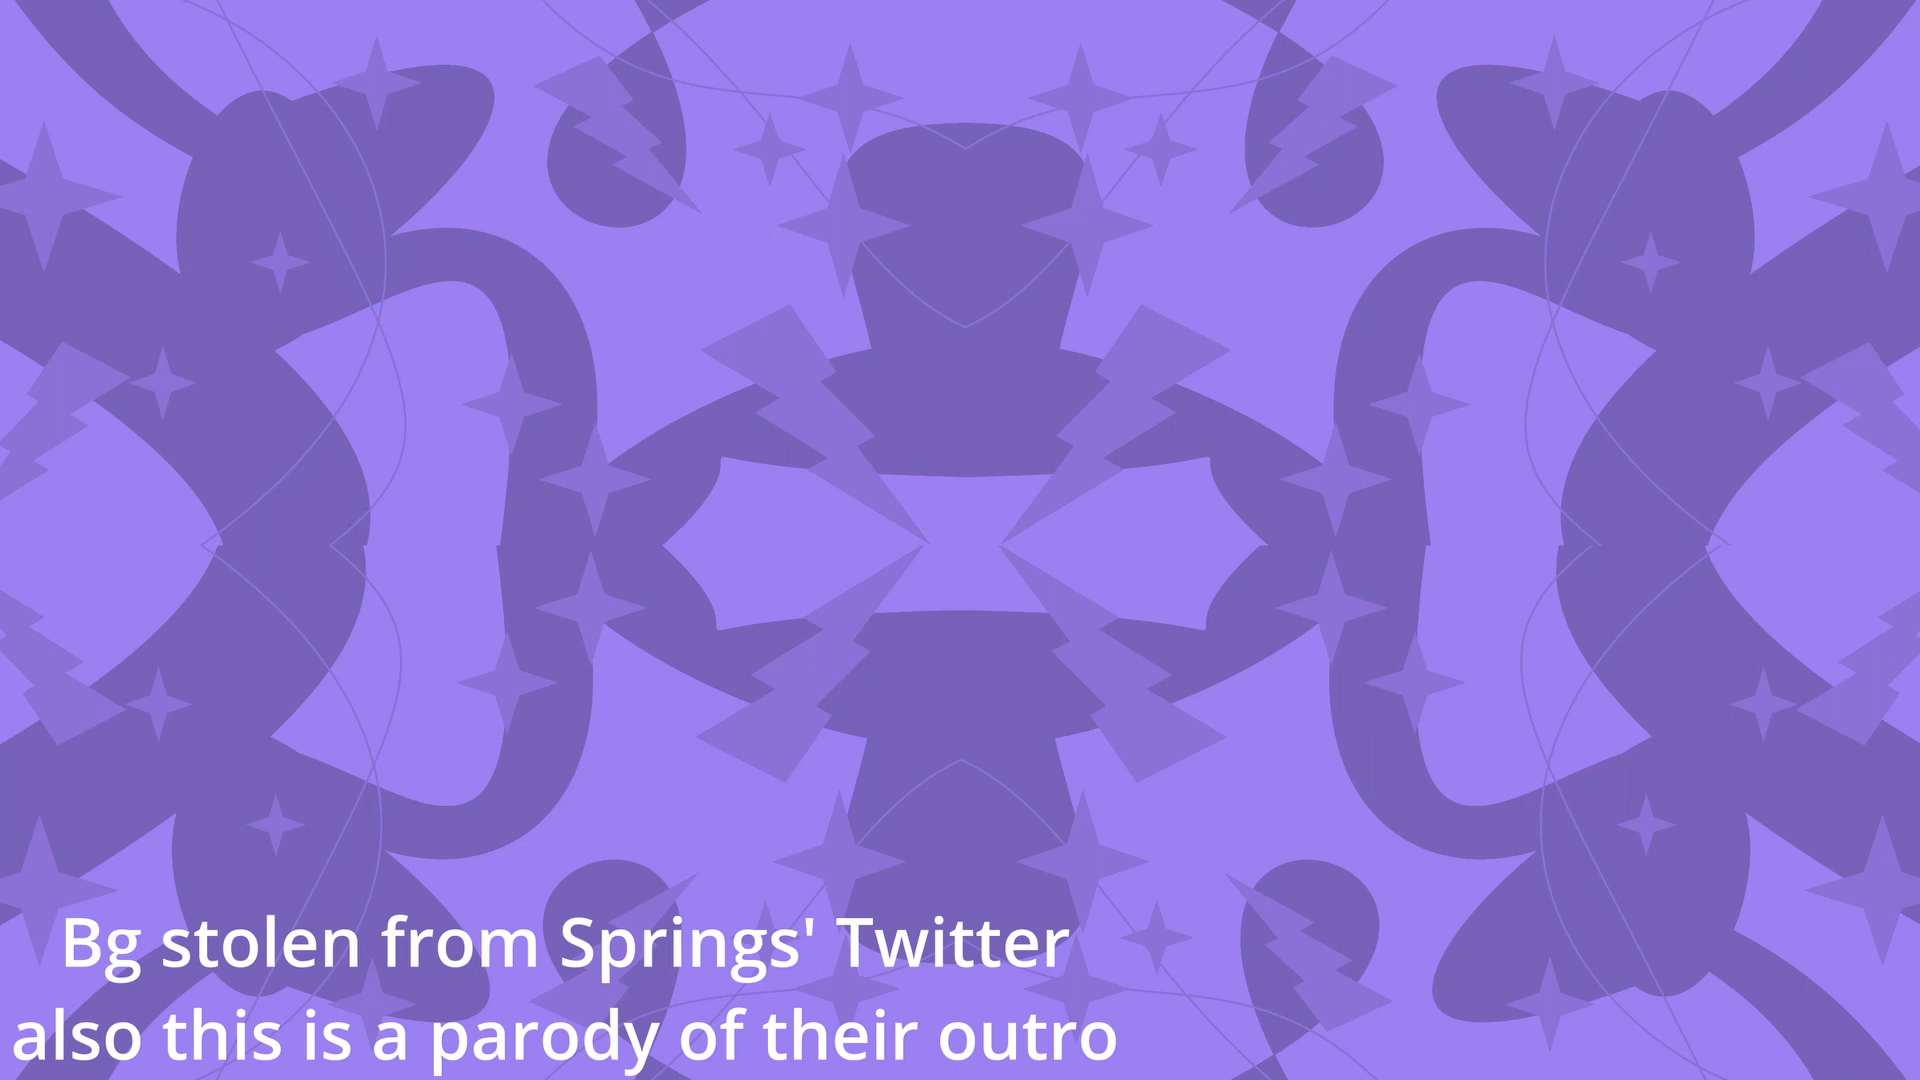 Bg stolen from Springs' Twitter
also this is a parody of their outro